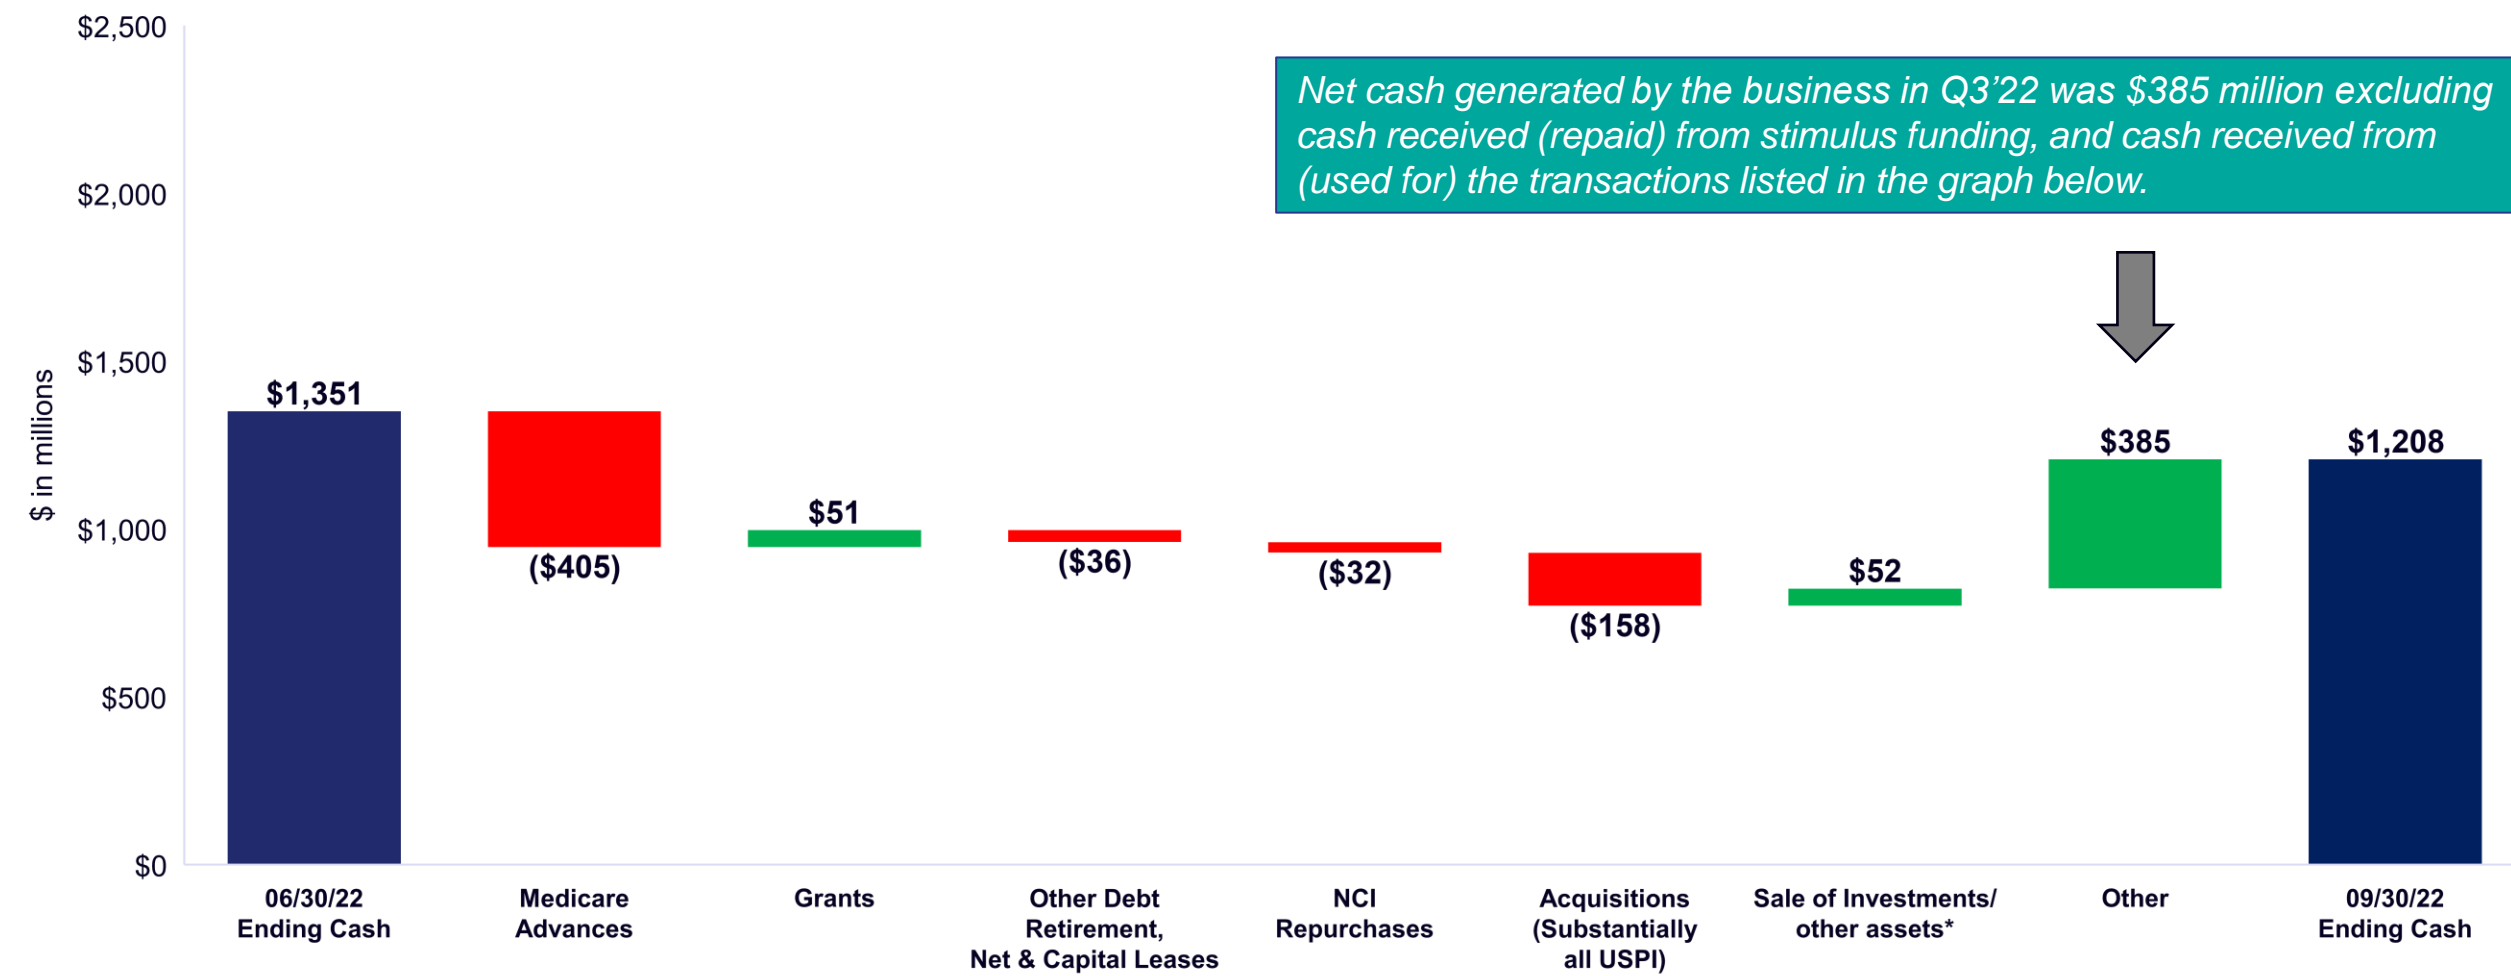 $2,500
$2,000
$1,500
$1,000
$500
$0
$ in millions
Net cash generated by the business in Q3’22 was $385 million excluding
cash received (repaid) from stimulus funding, and cash received from
(used for) the transactions listed in the graph below.
$1,351
($405)
$51
($36)
($32)
($158)
$52
$385
$1,208
06/30/22
Ending Cash
Medicare
Advances
Grants
Other Debt
Retirement,
Net & Capital Leases
NCI
Repurchases
Acquisitions
(Substantially
all USPI)
Sale of Investments/
other assets*
Other
09/30/22
Ending Cash